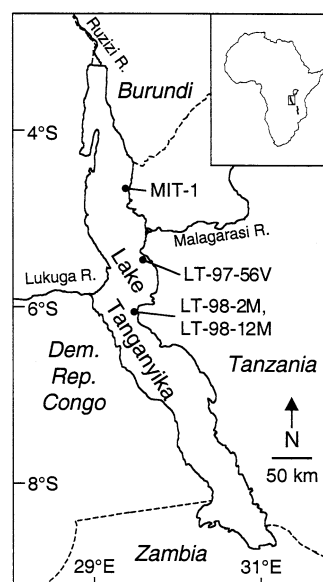 Ruzizi R.
Burundi
4°S
MIT-1
Malagarasi R.
Lake
Tanganyika
LT-97-56V
Lukuga R.
LT-98-2M,
LT-98-12M
6°S
Dem.
Rep.
Congo
Tanzania
N
50 km
8°S
Zambia
29°E
31°E